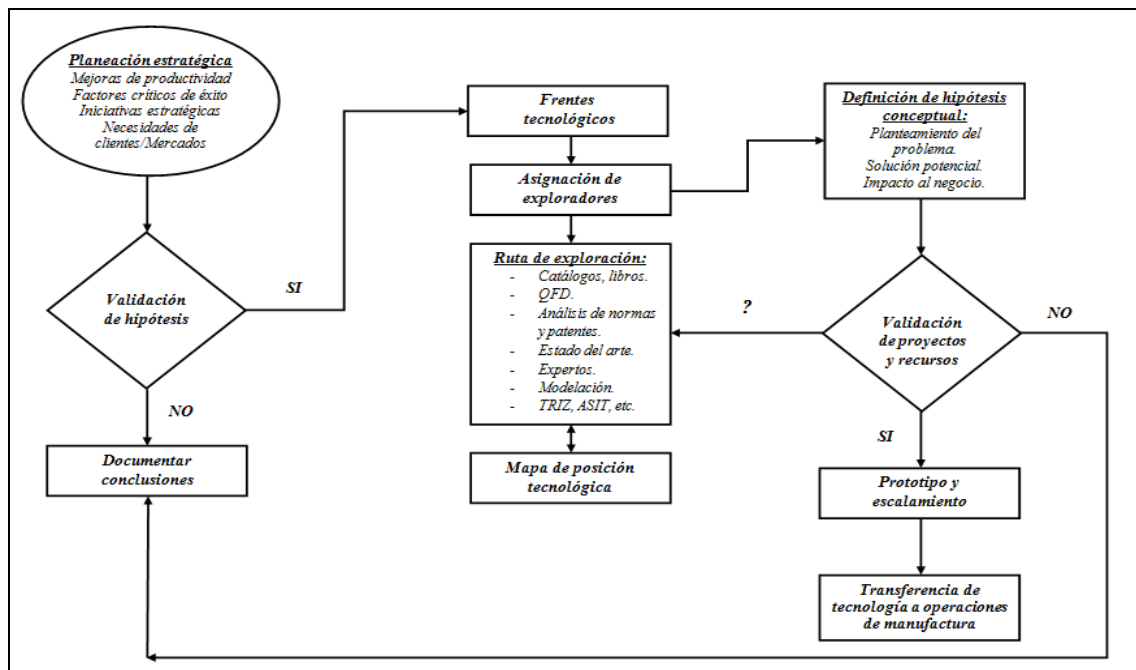 Planeación estratégica
Mejoras de productividad
Factores críticos de éxito
Iniciativas estratégicas
Necesidades de
clientes/Mercados
Validación
de hipótesis
SI
NO
Documentar
conclusiones
Frentes
tecnológicos
Asignación de
exploradores
Ruta de exploración:
- Catálogos, libros.
- QFD.
- Análisis de normas
y patentes.
- Estado del arte.
- Expertos.
- Modelación.
- TRIZ, ASIT, etc.
Mapa de posición
tecnológica
Definición de hipótesis
conceptual:
Planteamiento del
problema.
Solución potencial.
Impacto al negocio.
?
Validación
de proyectos
y recursos
NO
SI
Prototipo y
escalamiento
Transferencia de
tecnología a operaciones
de manufactura